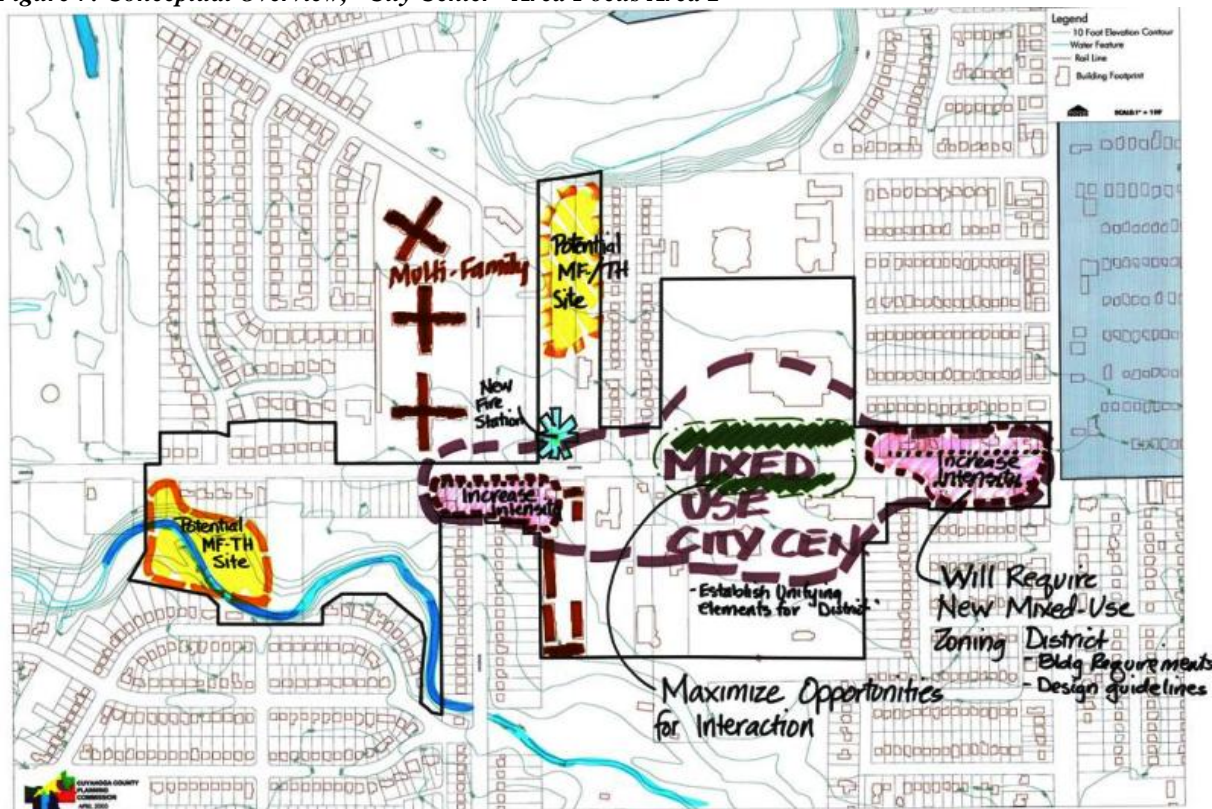 Figure 7: Conceptual Overview, "City Center" Area-Focus Area 2
Legend
10 Foot Elevation Contour
Water Feature
Rail Line
Building Footprint
Multi-Family
Potential
MF/TH
Site
New
Fire
Station
MIXED
USE
CITY CEN
- Establish Unifying
Elements for "District"
Increase
Intensity
Increase
Intensity
Potential
MF-TH
Site
Will Require
New Mixed-Use
Zoning District
- Bldg Requirements
- Design guidelines
Maximize Opportunities
for Interaction
CUYAHOGA COUNTY
PLANNING
COMMISSION